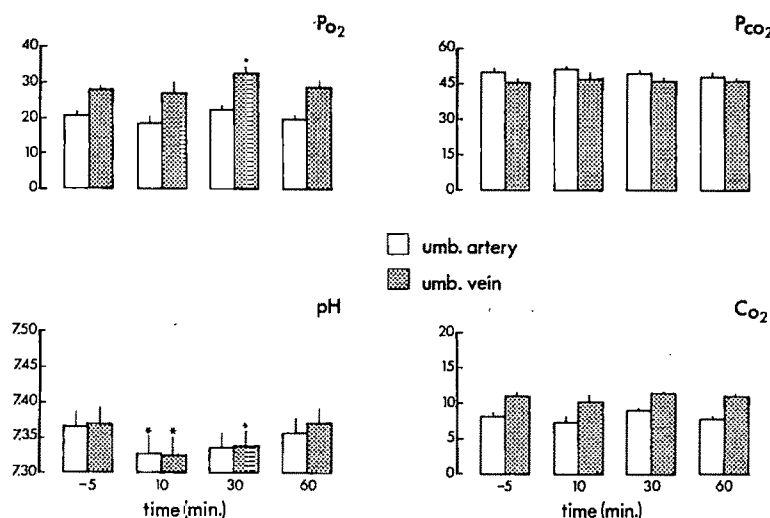 Po2
40
30
20
10
0
*
Pco2
60
45
30
15
0
umb. artery
umb. vein
pH
7.50
7.40
7.35
7.30
* * *
-5 10 30 60
time (min.)
Co2
20
15
10
5
0
-5 10 30 60
time (min.)